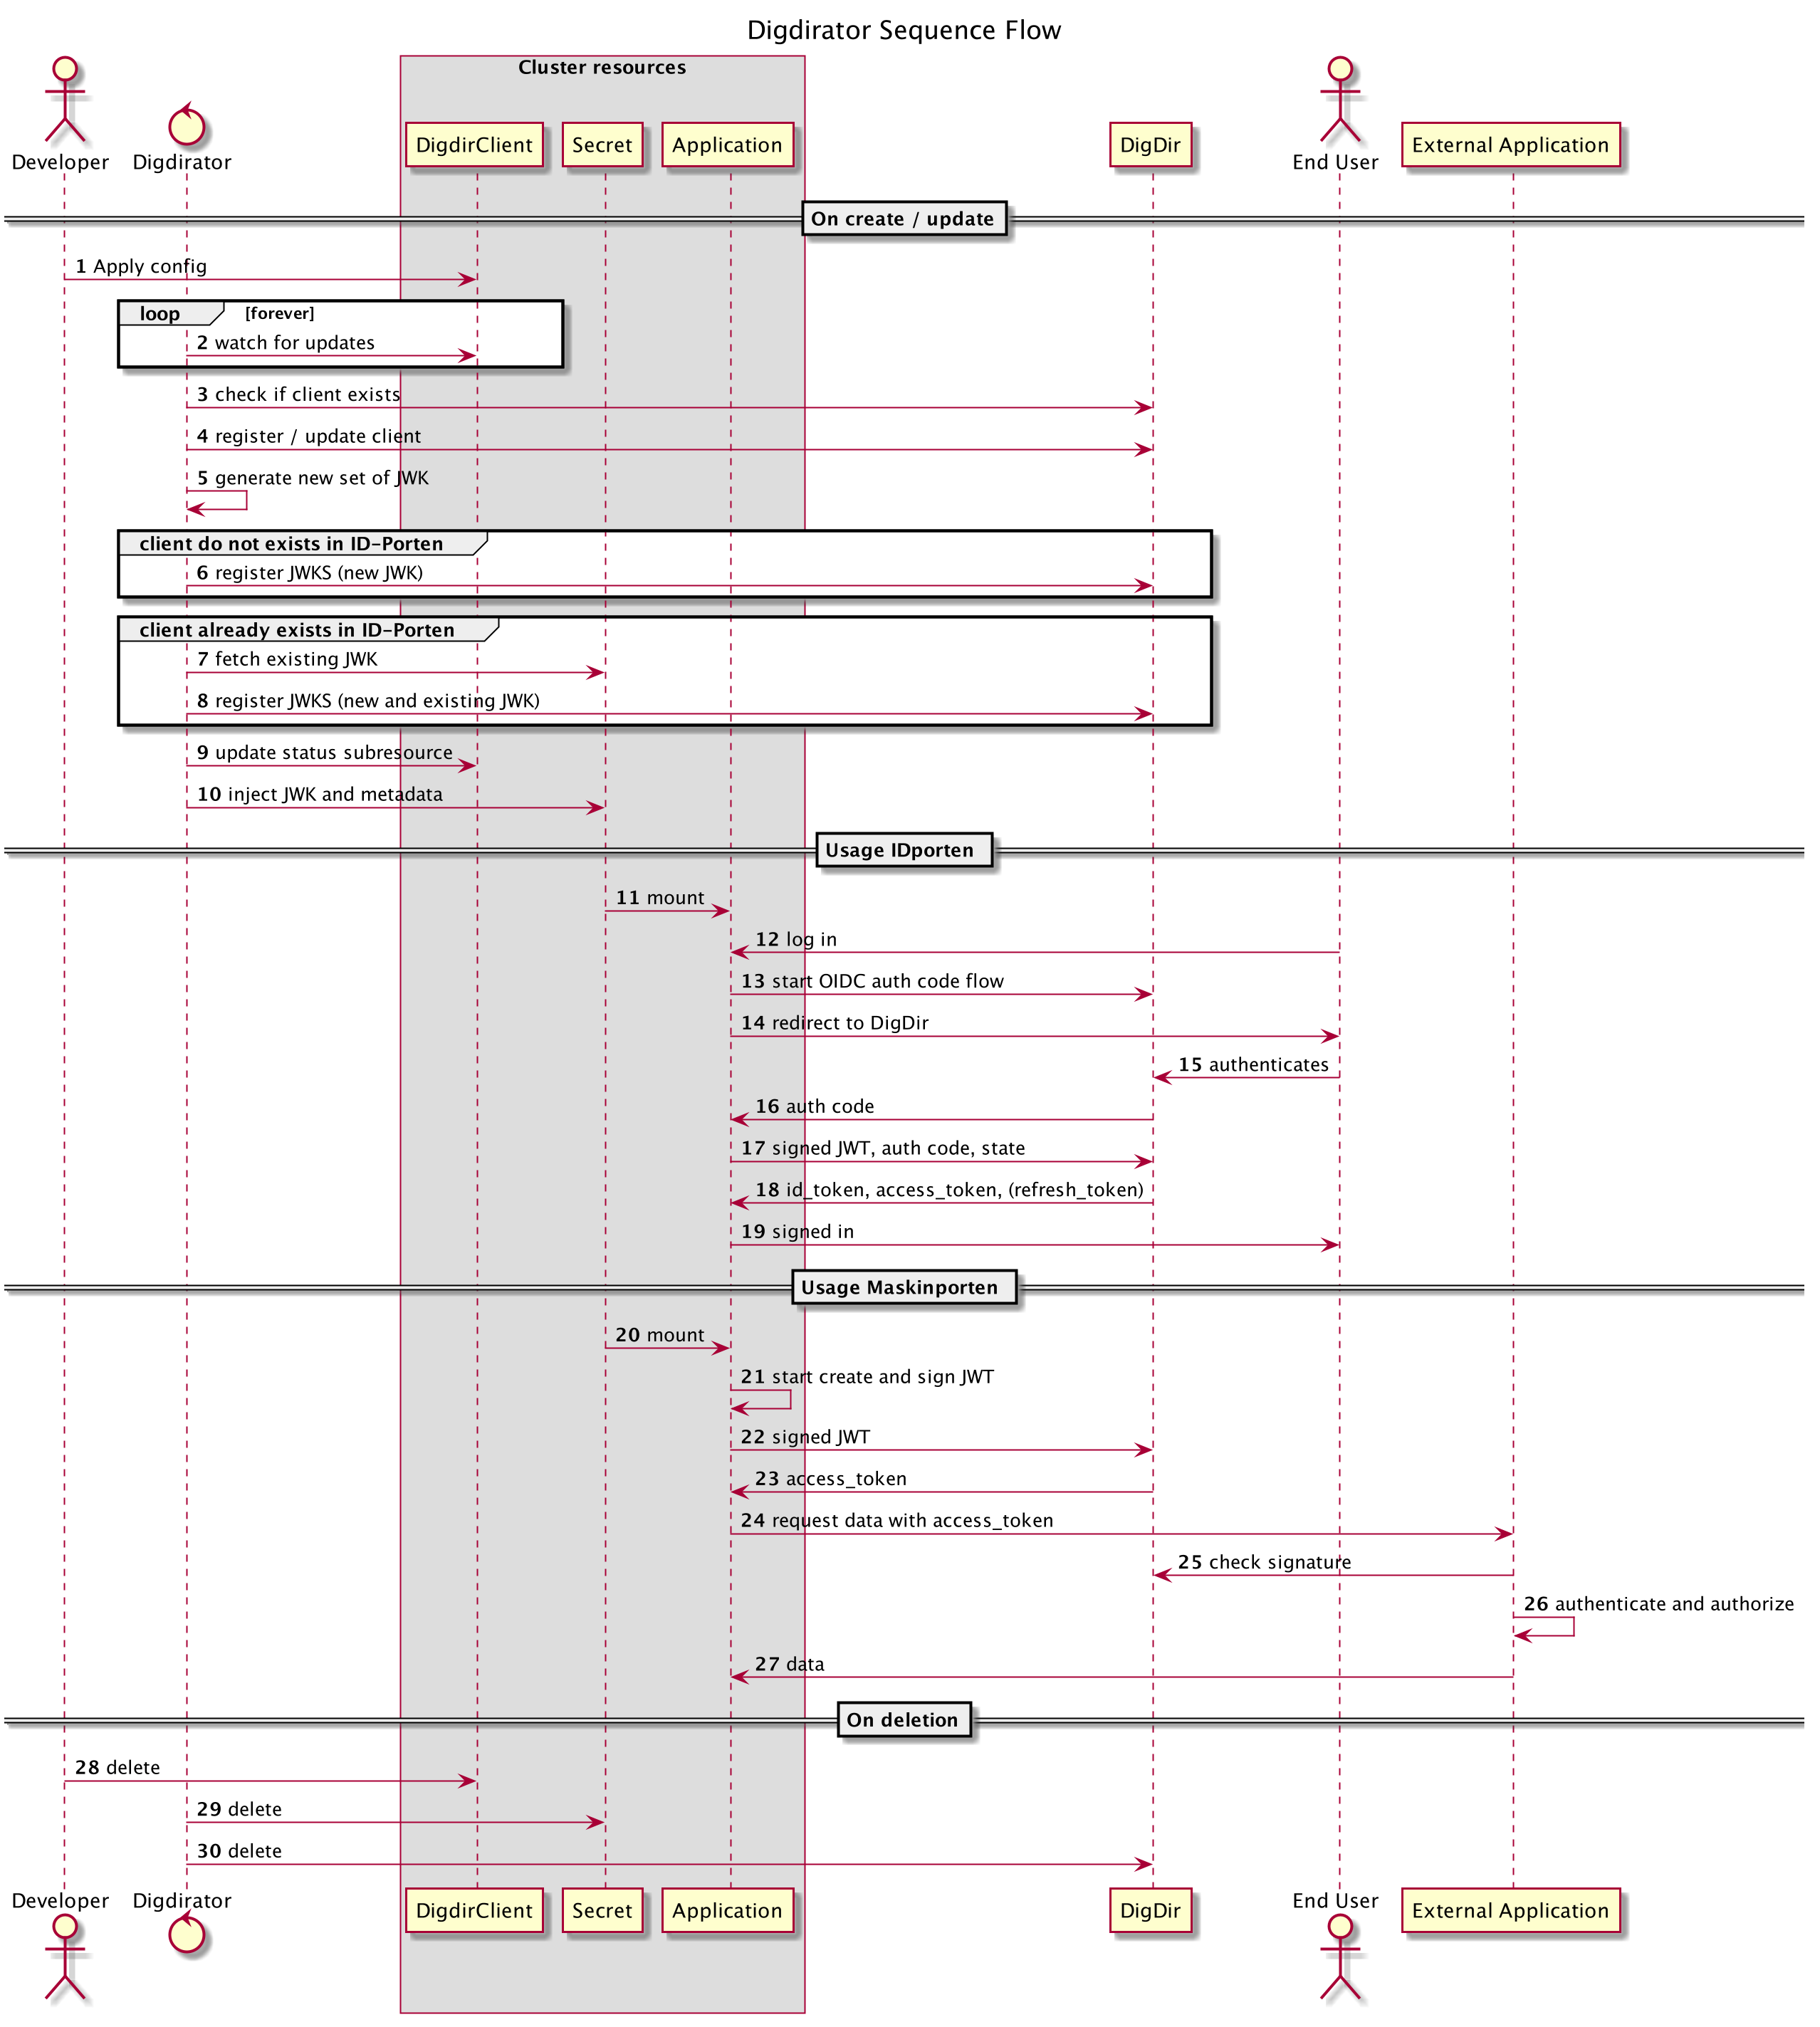 Digdirator Sequence Flow
Cluster resources
Developer
Digdirator
DigdirClient
Secret
Application
DigDir
End User
External Application
On create / update
1 Apply config
loop [forever]
2 watch for updates
3 check if client exists
4 register / update client
5 generate new set of JWK
client do not exists in ID-Porten
6 register JWKS (new JWK)
client already exists in ID-Porten
7 fetch existing JWK
8 register JWKS (new and existing JWK)
9 update status subresource
10 inject JWK and metadata
Usage IDporten
11 mount
12 log in
13 start OIDC auth code flow
14 redirect to DigDir
15 authenticates
16 auth code
17 signed JWT, auth code, state
18 id_token, access_token, (refresh_token)
19 signed in
Usage Maskinporten
20 mount
21 start create and sign JWT
22 signed JWT
23 access_token
24 request data with access_token
25 check signature
26 authenticate and authorize
27 data
On deletion
28 delete
29 delete
30 delete
Developer
Digdirator
DigdirClient
Secret
Application
DigDir
End User
External Application